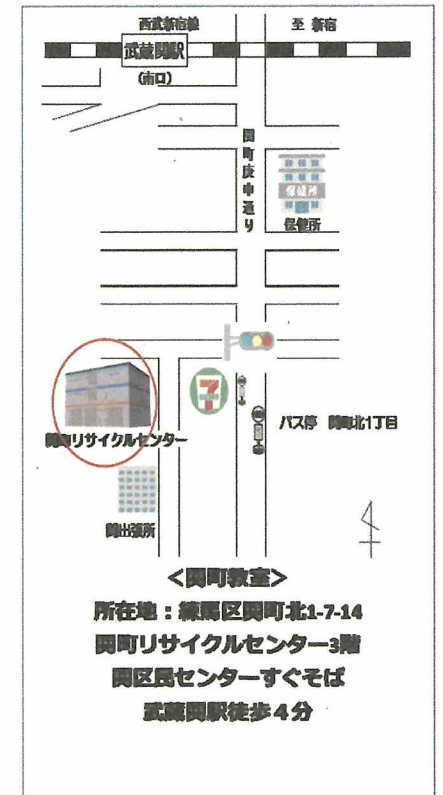 西武新宿線
至 新宿
武蔵関駅
(南口)
関町庚申通り
保健所
保健所
7
関町リサイクルセンター
バス停 関町北1丁目
関出張所
<関町教室>
所在地：練馬区関町北1-7-14
関町リサイクルセンター3階
関区民センターすぐそば
武蔵関駅徒歩４分